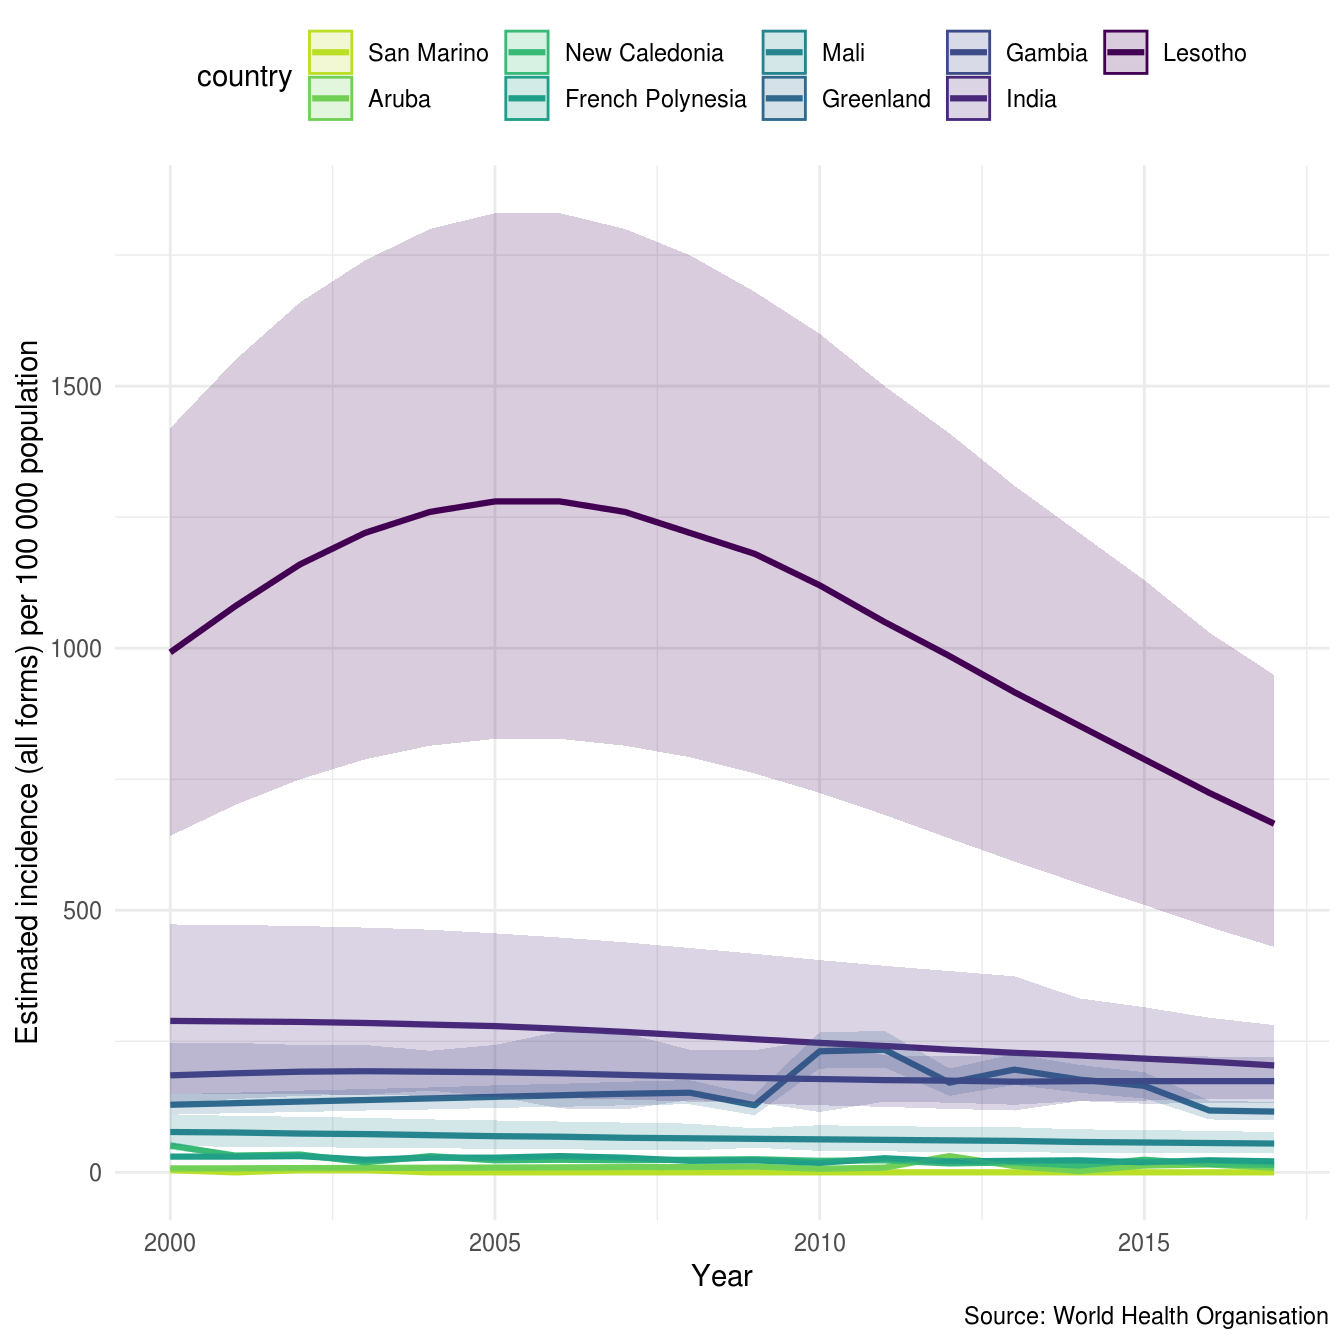 country
San Marino
New Caledonia
Mali
Gambia
Lesotho
Aruba
French Polynesia
Greenland
India
Estimated incidence (all forms) per 100 000 population
1500
1000
500
0
2000
2005
2010
2015
Year
Source: World Health Organisation